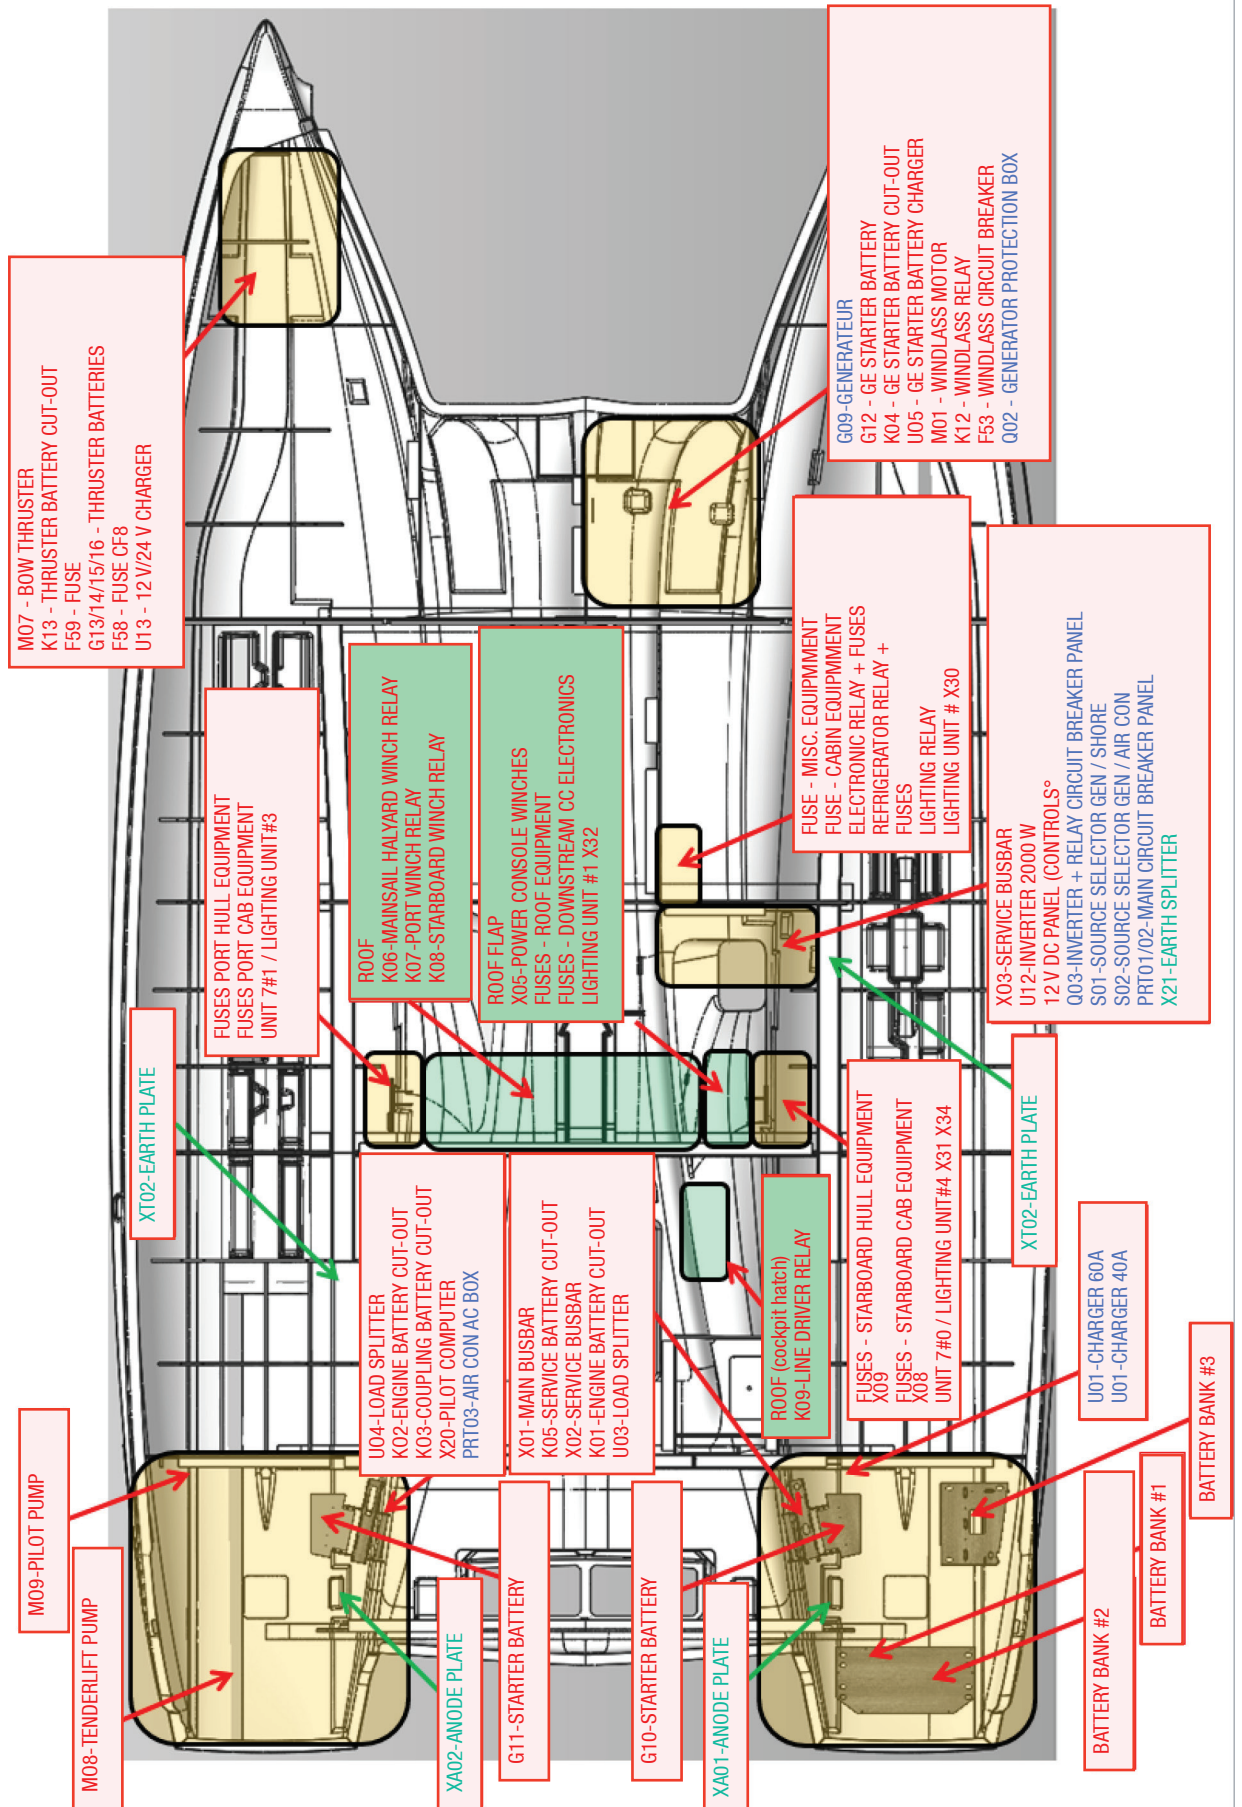 M07 - BOW THRUSTER
K13 - THRUSTER BATTERY CUT-OUT
F59 - FUSE
G13/14/15/16 - THRUSTER BATTERIES
F58 - FUSE CF8
U13 - 12 V/24 V CHARGER
G09-GENERATEUR
G12 - GE STARTER BATTERY
K04 - GE STARTER BATTERY CUT-OUT
U05 - GE STARTER BATTERY CHARGER
M01 - WINDLASS MOTOR
K12 - WINDLASS RELAY
F53 - WINDLASS CIRCUIT BREAKER
Q02 - GENERATOR PROTECTION BOX
FUSES PORT HULL EQUIPMENT
FUSES PORT CAB EQUIPMENT
UNIT 7#1 / LIGHTING UNIT#3
ROOF
K06-MAINSAIL HALYARD WINCH RELAY
K07-PORT WINCH RELAY
K08-STARBOARD WINCH RELAY
ROOF FLAP
X05-POWER CONSOLE WINCHES
FUSES - ROOF EQUIPMENT
FUSES - DOWNSTREAM CC ELECTRONICS
LIGHTING UNIT #1 X32
FUSE - MISC. EQUIPMMENT
FUSE - CABIN EQUIPMMENT
ELECTRONIC RELAY + FUSES
REFRIGERATOR RELAY +
FUSES
LIGHTING RELAY
LIGHTING UNIT # X30
X03-SERVICE BUSBAR
U12-INVERTER 2000 W
12 V DC PANEL (CONTROLS°
Q03-INVERTER + RELAY CIRCUIT BREAKER PANEL
S01-SOURCE SELECTOR GEN / SHORE
S02-SOURCE SELECTOR GEN / AIR CON
PRT01/02-MAIN CIRCUIT BREAKER PANEL
X21-EARTH SPLITTER
XT02-EARTH PLATE
U04-LOAD SPLITTER
K02-ENGINE BATTERY CUT-OUT
K03-COUPLING BATTERY CUT-OUT
X20-PILOT COMPUTER
PRT03-AIR CON AC BOX
X01-MAIN BUSBAR
K05-SERVICE BATTERY CUT-OUT
X02-SERVICE BUSBAR
K01-ENGINE BATTERY CUT-OUT
U03-LOAD SPLITTER
ROOF (cockpit hatch)
K09-LINE DRIVER RELAY
FUSES - STARBOARD HULL EQUIPMENT
X09
FUSES - STARBOARD CAB EQUIPMENT
X08
UNIT 7#0 / LIGHTING UNIT#4 X31 X34
XT02-EARTH PLATE
U01-CHARGER 60A
U01-CHARGER 40A
M09-PILOT PUMP
M08-TENDERLIFT PUMP
XA02-ANODE PLATE
G11-STARTER BATTERY
G10-STARTER BATTERY
XA01-ANODE PLATE
BATTERY BANK #2
BATTERY BANK #1
BATTERY BANK #3